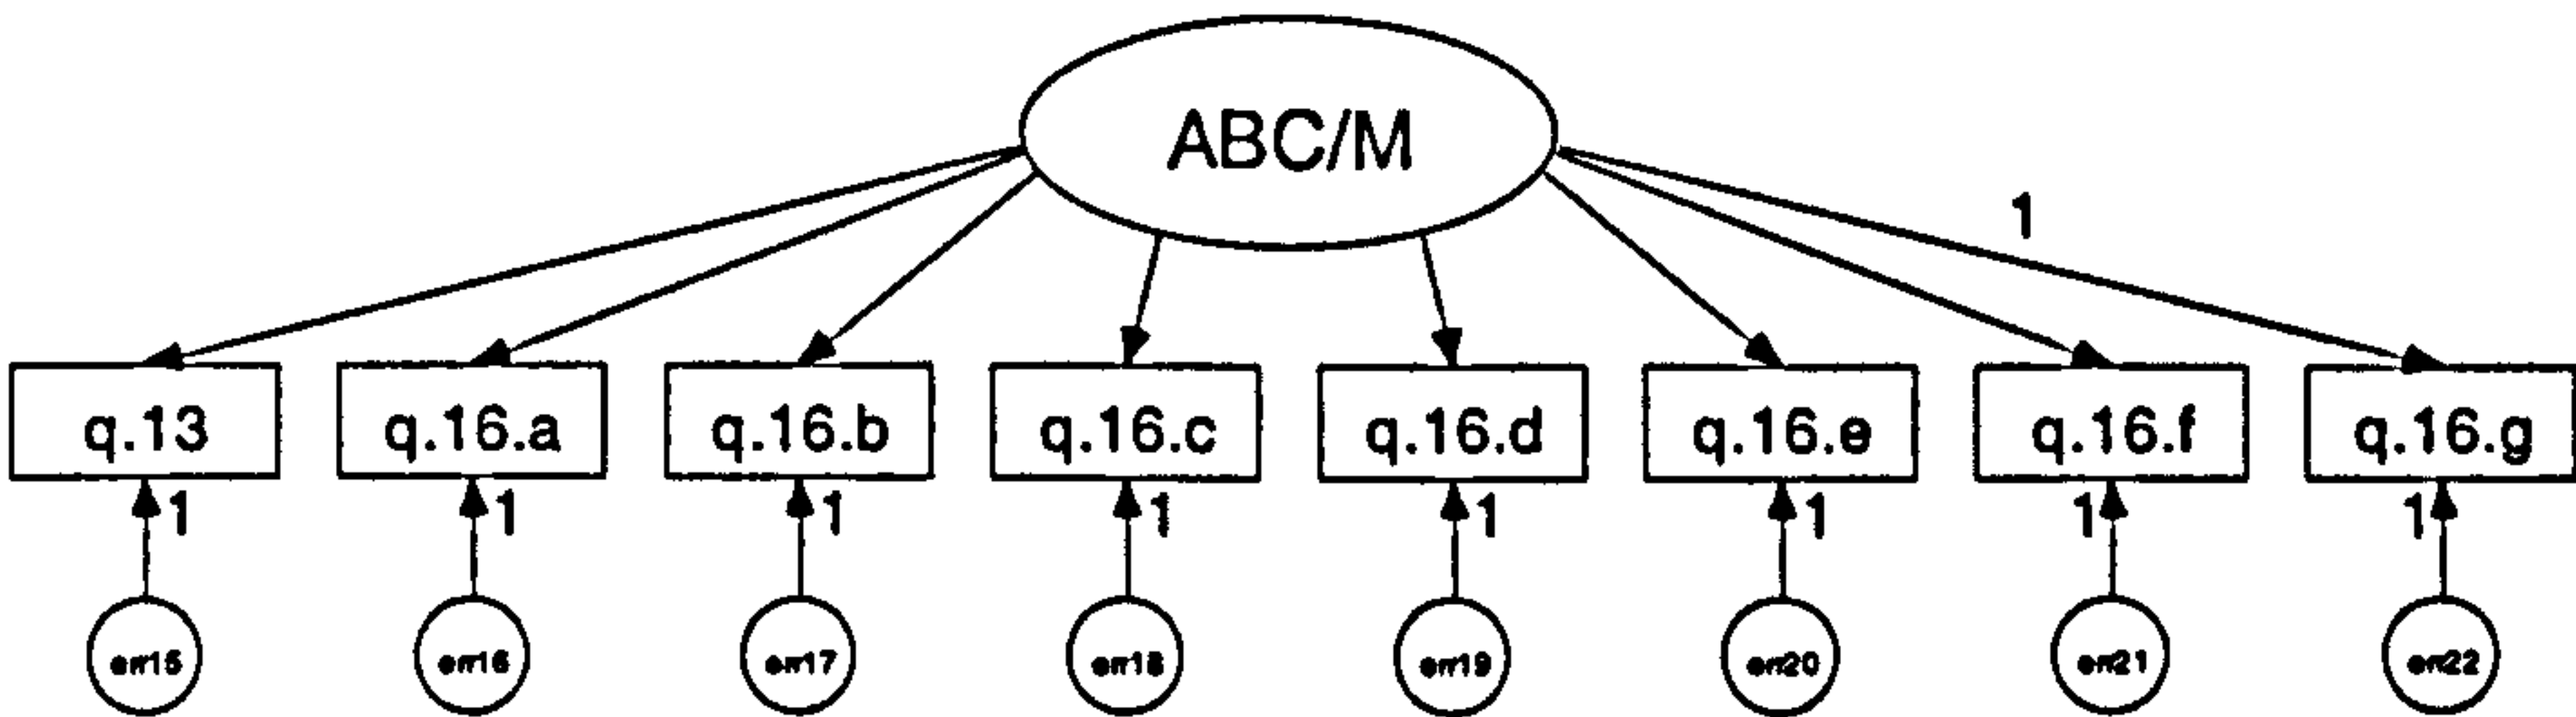 ABC/M
1
q.13 q.16.a q.16.b q.16.c q.16.d q.16.e q.16.f q.16.g
1 1 1 1 1 1 1 1
err15 err16 err17 err18 err19 err20 err21 err22